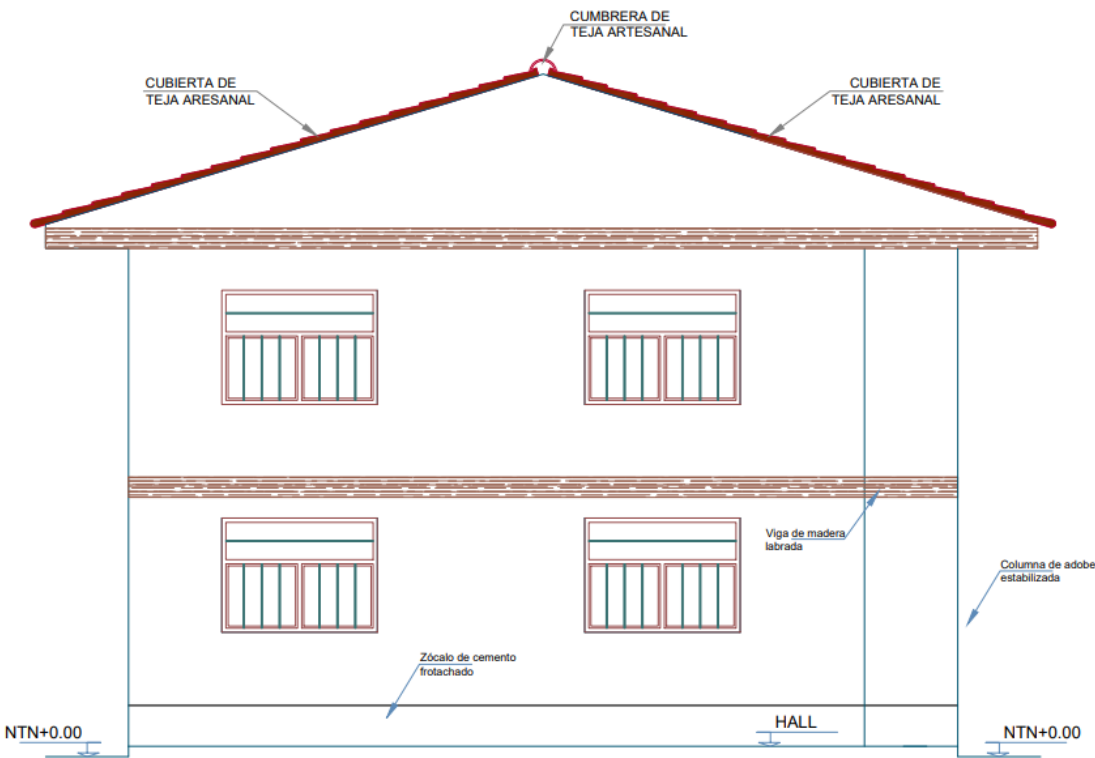 CUMBRERA DE
TEJA ARTESANAL
CUBIERTA DE
TEJA ARESANAL
CUBIERTA DE
TEJA ARESANAL
Viga de madera
labrada
Columna de adobe
estabilizada
Zócalo de cemento
frotachado
NTN+0.00
HALL
NTN+0.00